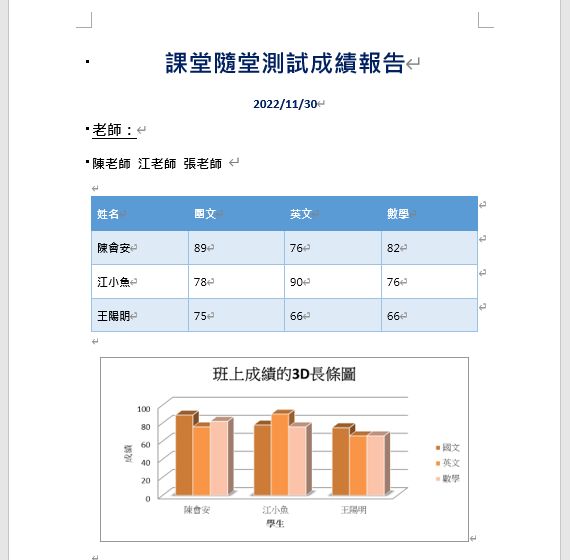 課堂隨堂測試成績報告
2022/11/30
老師：
陳老師 江老師 張老師
姓名 國文 英文 數學
陳會安 89 76 82
江小魚 78 90 76
王陽明 75 66 66
班上成績的3D長條圖
100
80
60
40
20
0
成績
陳會安 江小魚 王陽明
學生
國文
英文
數學